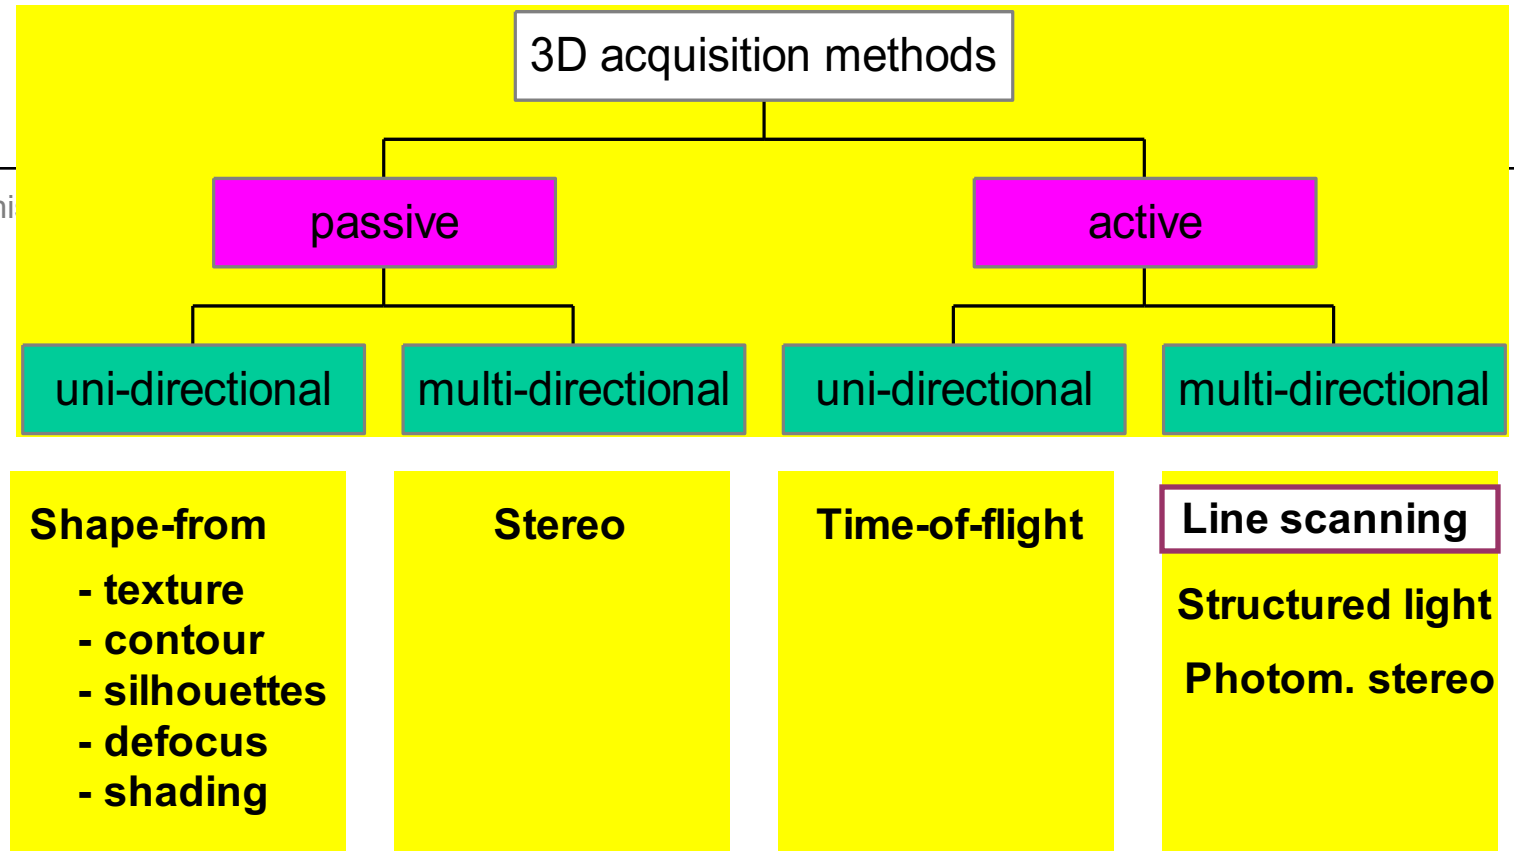 3D acquisition methods
passive
active
uni-directional
multi-directional
uni-directional
multi-directional
Shape-from
- texture
- contour
- silhouettes
- defocus
- shading
Stereo
Time-of-flight
Line scanning
Structured light
Photom. stereo